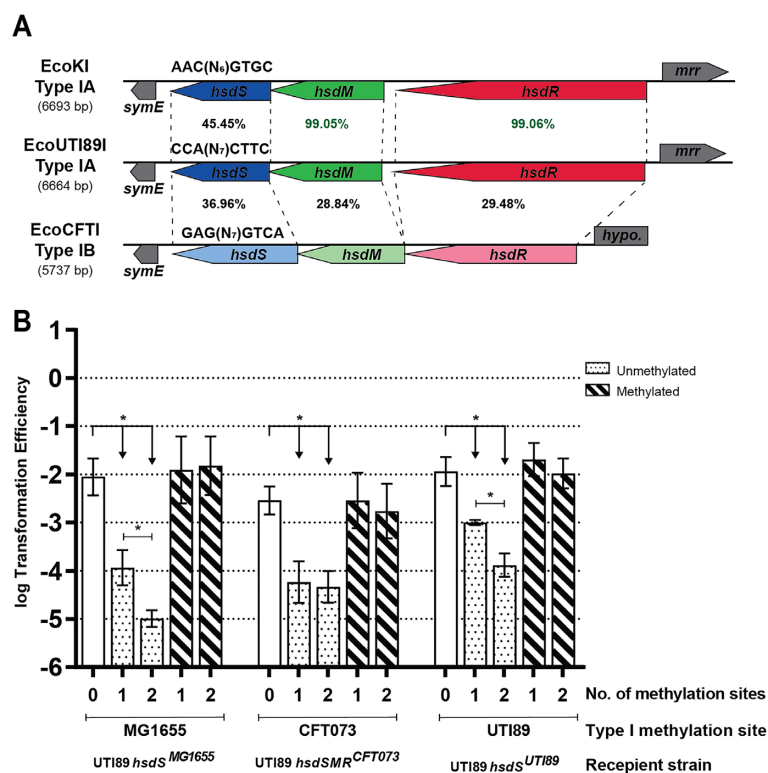 A
EcoKI
Type IA
(6693 bp)
AAC(N₆)GTGC
symE
hsdS
hsdM
hsdR
mrr
45.45%
99.05%
99.06%
EcoUTI89I
Type IA
(6664 bp)
CCA(N₇)CTTC
symE
hsdS
hsdM
hsdR
mrr
36.96%
28.84%
29.48%
EcoCFTI
Type IB
(5737 bp)
GAG(N₇)GTCA
symE
hsdS
hsdM
hsdR
hypo.
B
log Transformation Efficiency
1
0
-1
-2
-3
-4
-5
-6
* * *
* *
Unmethylated
Methylated
0 1 2 1 2 0 1 2 1 2 0 1 2 1 2 No. of methylation sites
MG1655 CFT073 UTI89 Type I methylation site
UTI89 hsdS^MG1655 UTI89 hsdSMR^CFT073 UTI89 hsdS^UTI89 Recepient strain